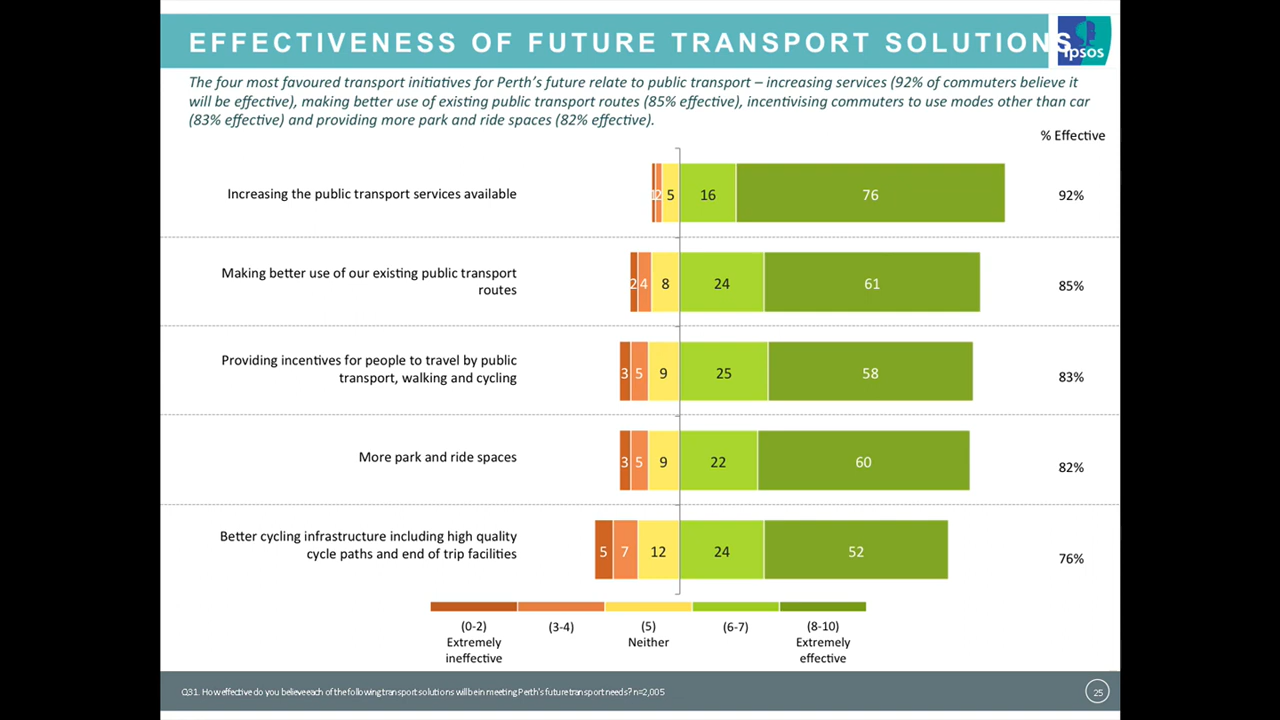 EFFECTIVENESS OF FUTURE TRANSPORT SOLUTIONS
Ipsos
The four most favoured transport initiatives for Perth's future relate to public transport – increasing services (92% of commuters believe it
will be effective), making better use of existing public transport routes (85% effective), incentivising commuters to use modes other than car
(83% effective) and providing more park and ride spaces (82% effective).
% Effective
Increasing the public transport services available
1 2 5 16 76 92%
Making better use of our existing public transport
routes
2 4 8 24 61 85%
Providing incentives for people to travel by public
transport, walking and cycling
3 5 9 25 58 83%
More park and ride spaces
3 5 9 22 60 82%
Better cycling infrastructure including high quality
cycle paths and end of trip facilities
5 7 12 24 52 76%
(0-2) (3-4) (5) (6-7) (8-10)
Extremely Neither Extremely
ineffective effective
Q31. How effective do you believe each of the following transport solutions will be in meeting Perth's future transport needs? n=2,005
25